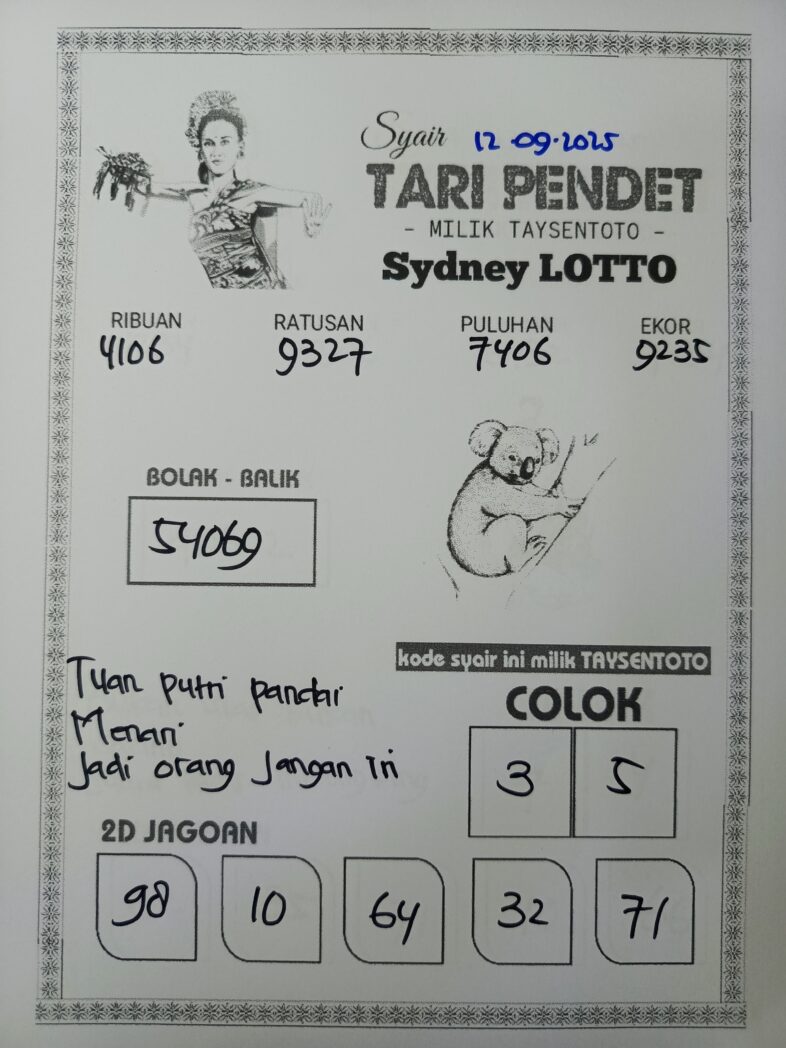 Syair 12-09-2025
TARI PENDET
- MILIK TAYSENTOTO -
Sydney LOTTO
RIBUAN RATUSAN PULUHAN EKOR
4106 9327 7406 9235
BOLAK - BALIK
54069
kode syair ini milik TAYSENTOTO
Tuan putri pandai
Menari
Jadi orang Jangan iri
COLOK
3 5
2D JAGOAN
98 10 64 32 71